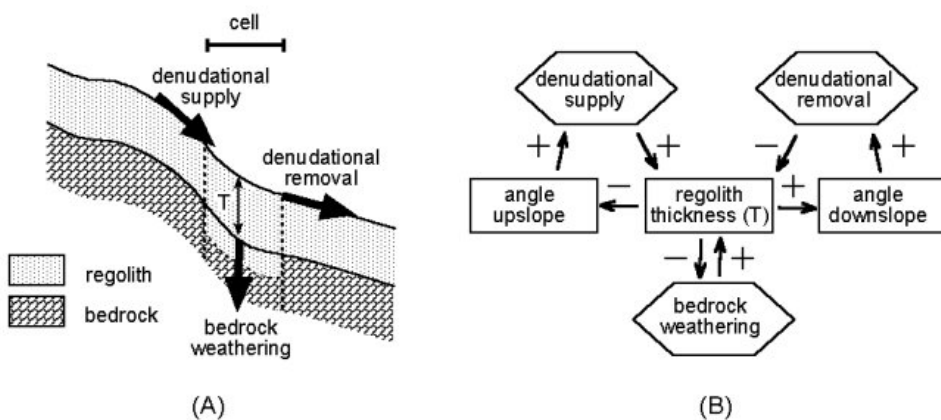 cell
denudational
supply
denudational
removal
T
regolith
bedrock
bedrock
weathering
(A)
denudational
supply
denudational
removal
+
+
−
+
angle
upslope
−
regolith
thickness (T)
+
angle
downslope
−
+
bedrock
weathering
(B)